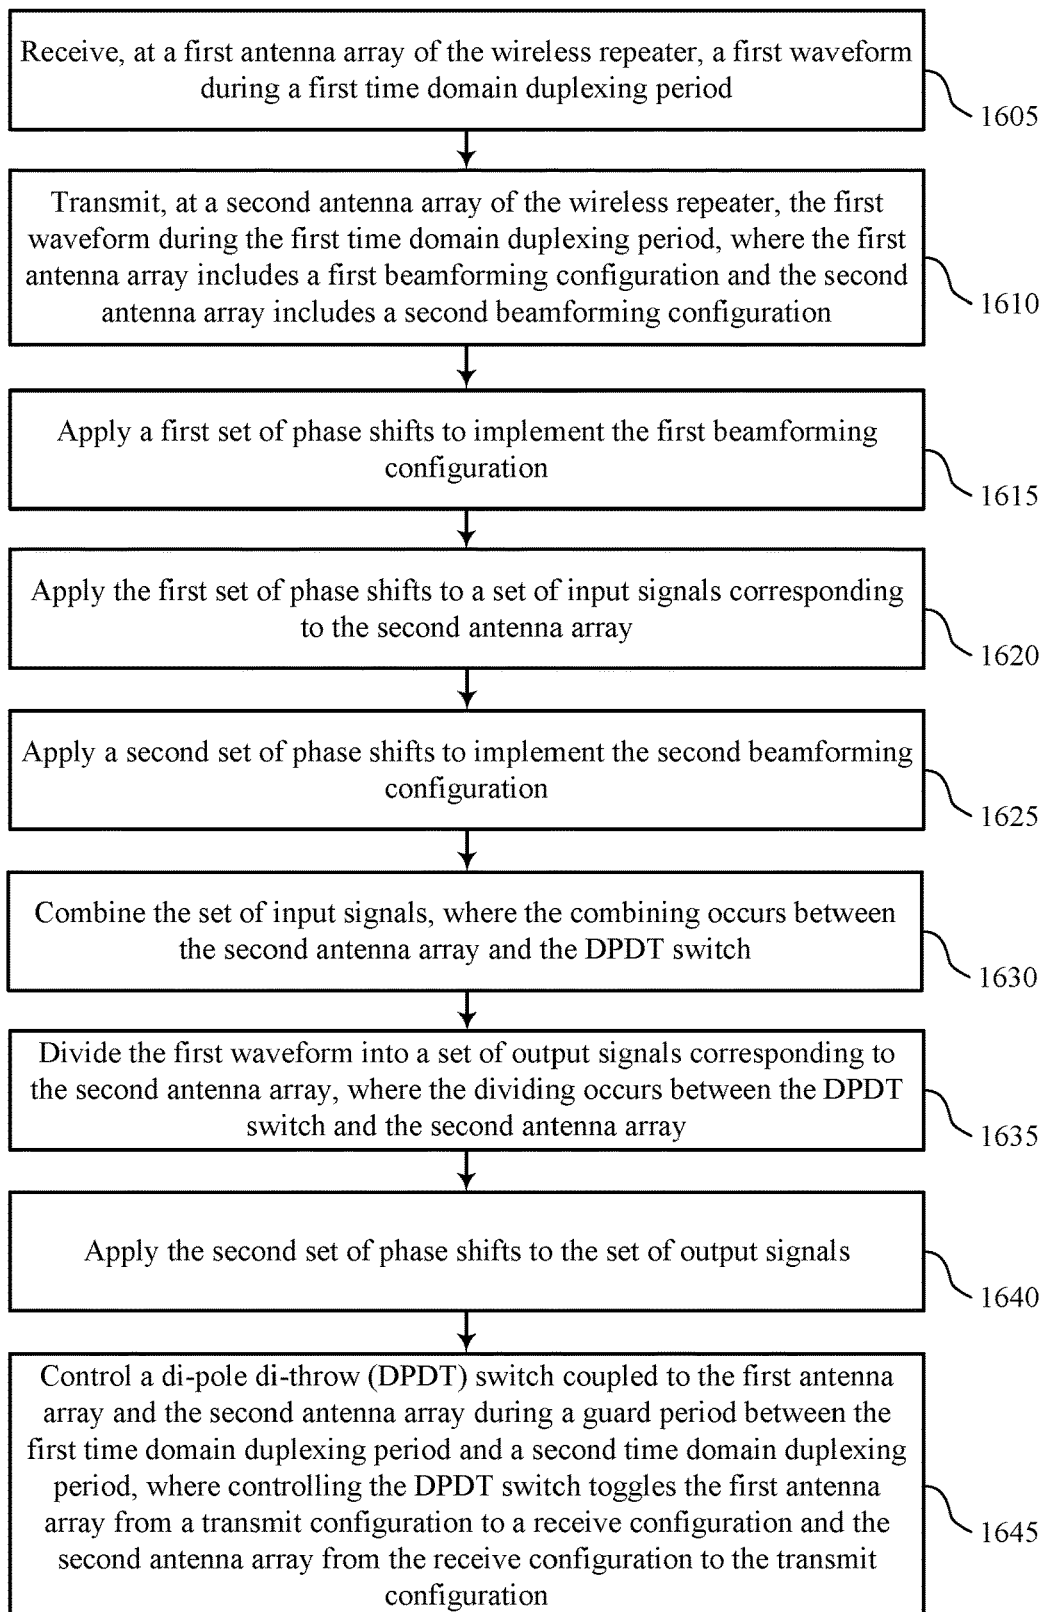 Receive, at a first antenna array of the wireless repeater, a first waveform
during a first time domain duplexing period
1605
Transmit, at a second antenna array of the wireless repeater, the first
waveform during the first time domain duplexing period, where the first
antenna array includes a first beamforming configuration and the second
antenna array includes a second beamforming configuration
1610
Apply a first set of phase shifts to implement the first beamforming
configuration
1615
Apply the first set of phase shifts to a set of input signals corresponding
to the second antenna array
1620
Apply a second set of phase shifts to implement the second beamforming
configuration
1625
Combine the set of input signals, where the combining occurs between
the second antenna array and the DPDT switch
1630
Divide the first waveform into a set of output signals corresponding to
the second antenna array, where the dividing occurs between the DPDT
switch and the second antenna array
1635
Apply the second set of phase shifts to the set of output signals
1640
Control a di-pole di-throw (DPDT) switch coupled to the first antenna
array and the second antenna array during a guard period between the
first time domain duplexing period and a second time domain duplexing
period, where controlling the DPDT switch toggles the first antenna
array from a transmit configuration to a receive configuration and the
second antenna array from the receive configuration to the transmit
configuration
1645